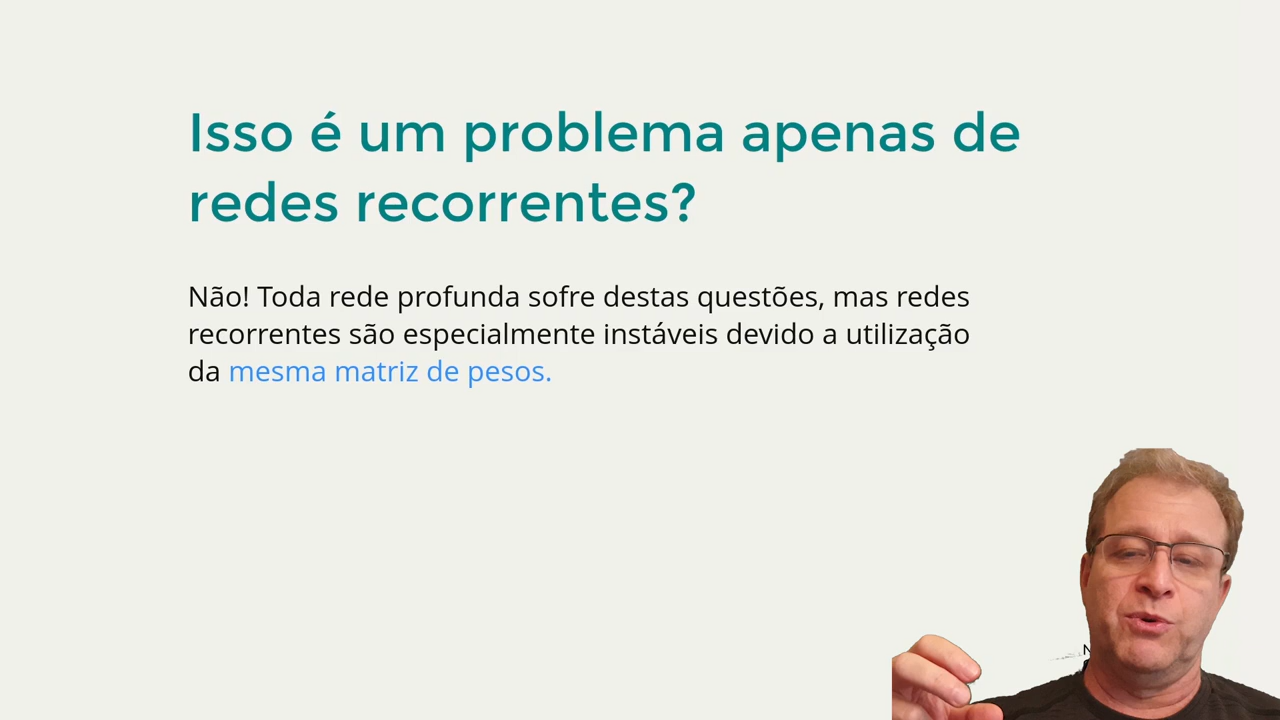 Isso é um problema apenas de
redes recorrentes?
Não! Toda rede profunda sofre destas questões, mas redes
recorrentes são especialmente instáveis devido a utilização
da mesma matriz de pesos.